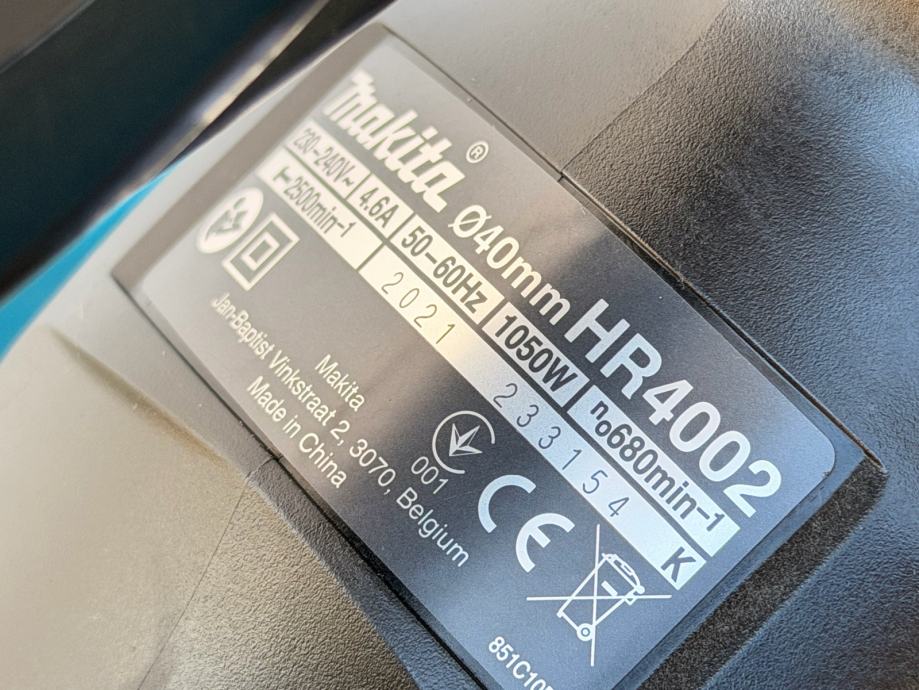 makita® Ø40mm HR4002
230-240V~ 4.6A 50-60Hz 1050W n₀680min-1
2500min-1 2021 233154 K
Makita
Jan-Baptist Vinkstraat 2, 3070, Belgium
Made in China
001
CE